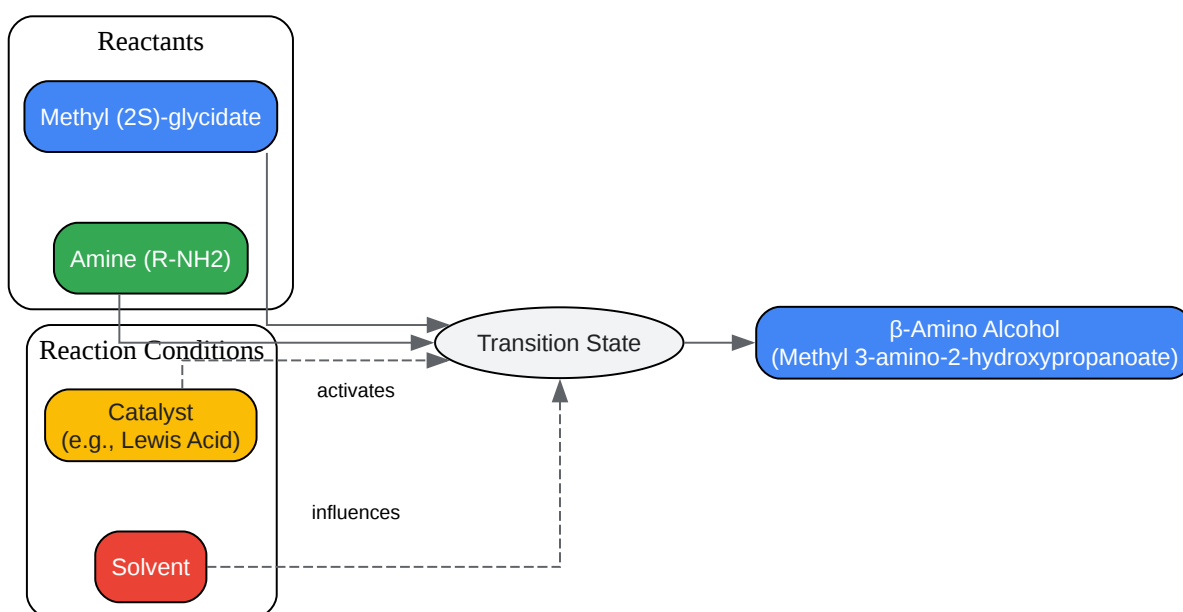 Reactants
Methyl (2S)-glycidate
Amine (R-NH2)
Reaction Conditions
Catalyst
(e.g., Lewis Acid)
Solvent
activates
influences
Transition State
β-Amino Alcohol
(Methyl 3-amino-2-hydroxypropanoate)